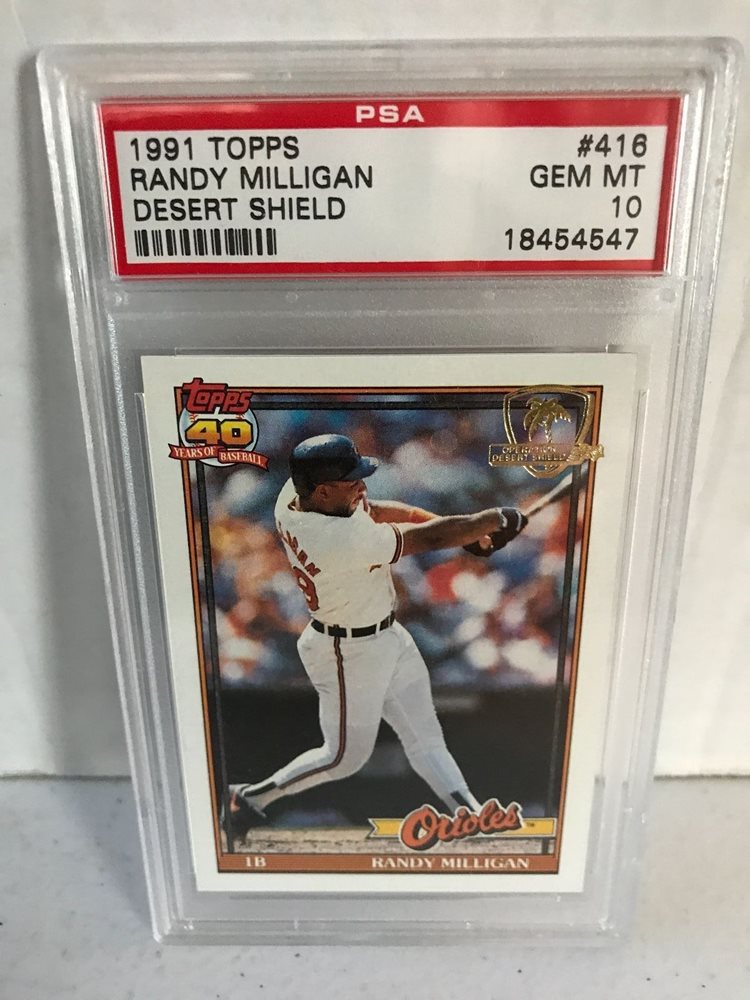 PSA
1991 TOPPS #416
RANDY MILLIGAN GEM MT
DESERT SHIELD 10
18454547
topps
40
YEARS OF BASEBALL
OPERATION
DESERT SHIELD
Orioles
TM
1B RANDY MILLIGAN